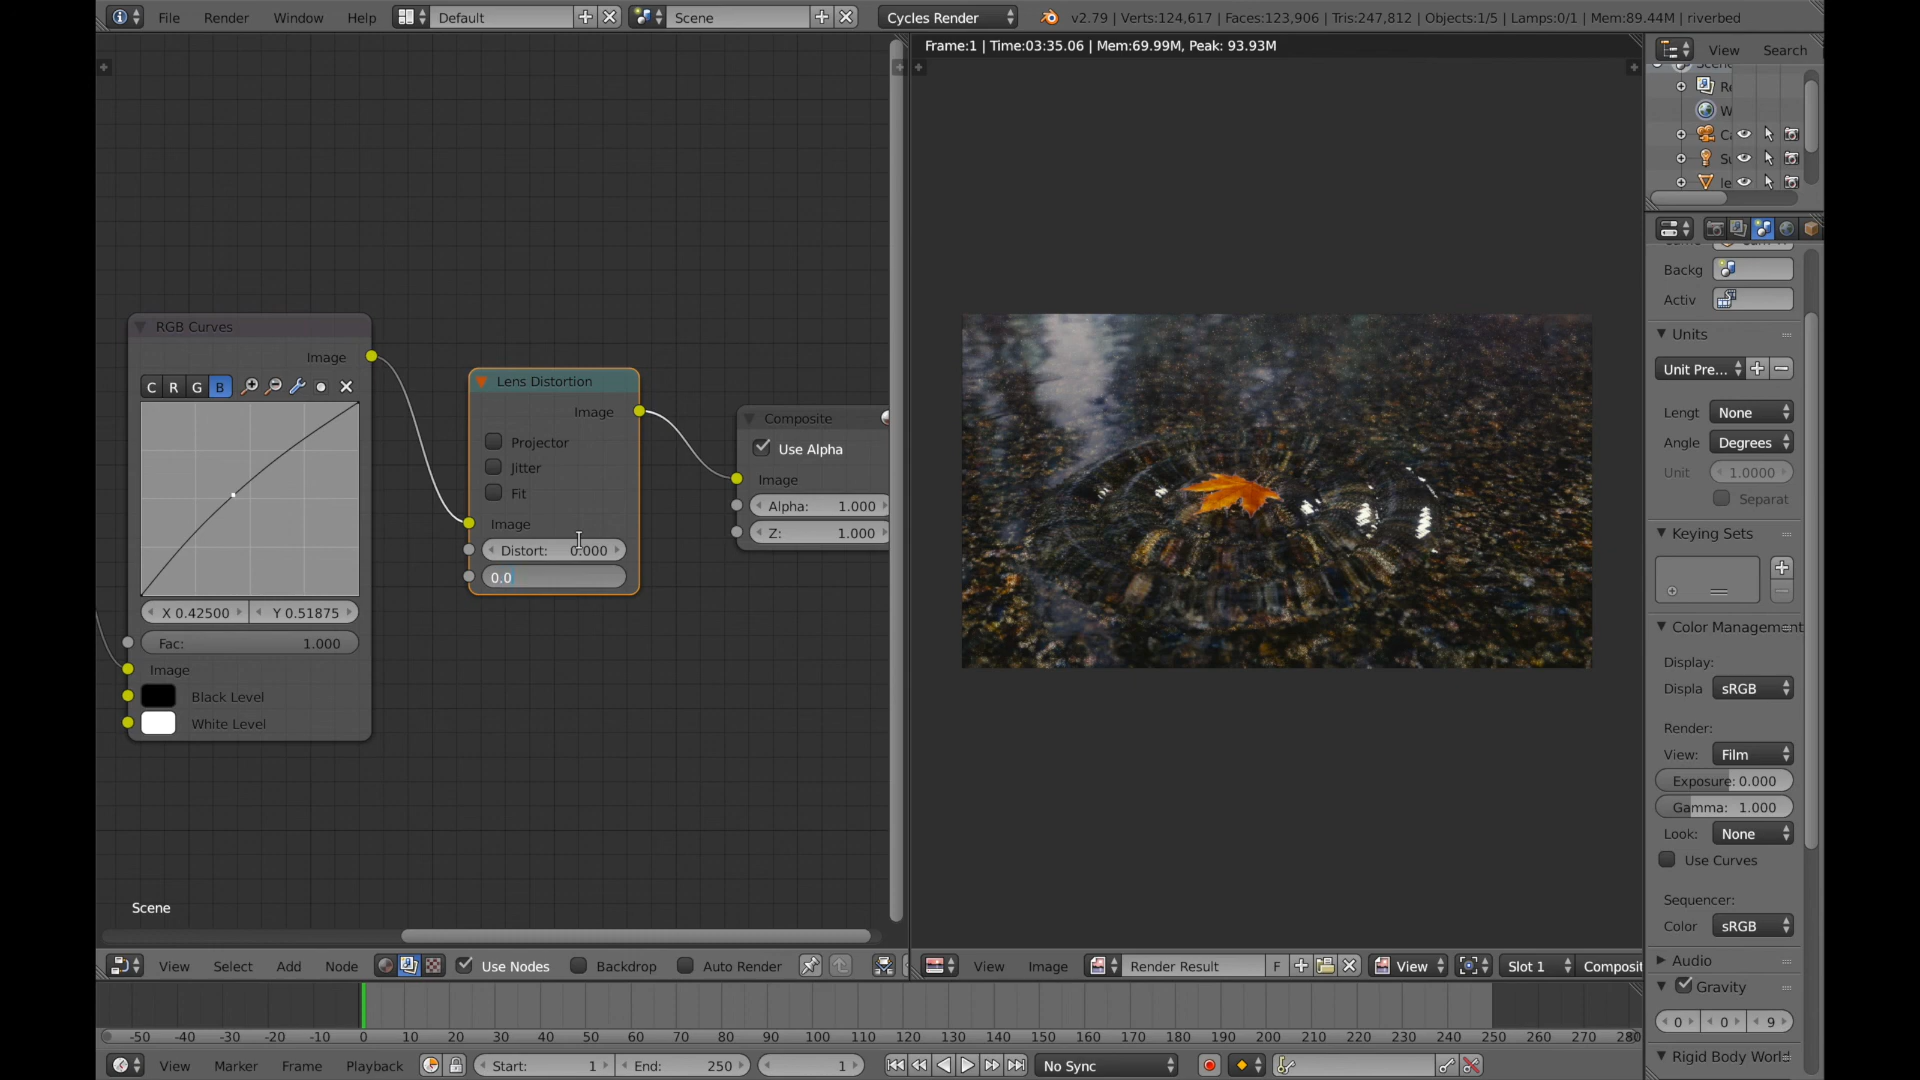 File Render Window Help Default Scene Cycles Render v2.79 | Verts:124,617 | Faces:123,906 | Tris:247,812 | Objects:1/5 | Lamps:0/1 | Mem:89.44M | riverbed
Frame:1 | Time:03:35.06 | Mem:69.99M, Peak: 93.93M
View Search
Re
W
Ca
Su
le
RGB Curves
Image
C R G B
X 0.42500 Y 0.51875
Fac: 1.000
Image
Black Level
White Level
Lens Distortion
Image
Projector
Jitter
Fit
Image
Distort: 0.000
0.0
Composite
Use Alpha
Image
Alpha: 1.000
Z: 1.000
Scene
Backg
Activ
Units
Unit Pre...
Lengt None
Angle Degrees
Unit 1.0000
Separat
Keying Sets
Color Management
Display:
Displa sRGB
Render:
View: Film
Exposure: 0.000
Gamma: 1.000
Look: None
Use Curves
Sequencer:
Color sRGB
Audio
Gravity
0 0 9
Rigid Body World
View Select Add Node Use Nodes Backdrop Auto Render
View Image Render Result F View Slot 1 Composit
-50 -40 -30 -20 -10 0 10 20 30 40 50 60 70 80 90 100 110 120 130 140 150 160 170 180 190 200 210 220 230 240 250 260 270 280
View Marker Frame Playback Start: 1 End: 250 1 No Sync